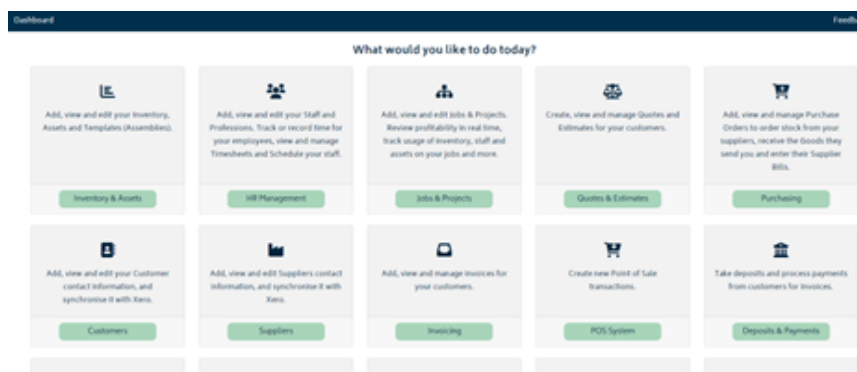 Dashboard
What would you like to do today?
Add, view and edit your Inventory,
Assets and Templates (Assemblies).
Inventory & Assets
Add, view and edit your Staff and
Professions. Track or record time for
your employees, view and manage
Timesheets and Schedule your staff.
HR Management
Add, view and edit Jobs & Projects.
Review profitability in real time,
track usage of inventory, staff and
assets on your jobs and more.
Jobs & Projects
Create, view and manage Quotes and
Estimates for your customers.
Quotes & Estimates
Add, view and manage Purchase
Orders to order stock from your
suppliers, receive the Goods they
send you and enter their Supplier
Bills.
Purchasing
Add, view and edit your Customer
contact information, and
synchronise it with Xero.
Customers
Add, view and edit Suppliers contact
information, and synchronise it with
Xero.
Suppliers
Add, view and manage invoices for
your customers.
Invoicing
Create new Point of Sale
transactions.
POS System
Take deposits and process payments
from customers for Invoices.
Deposits & Payments